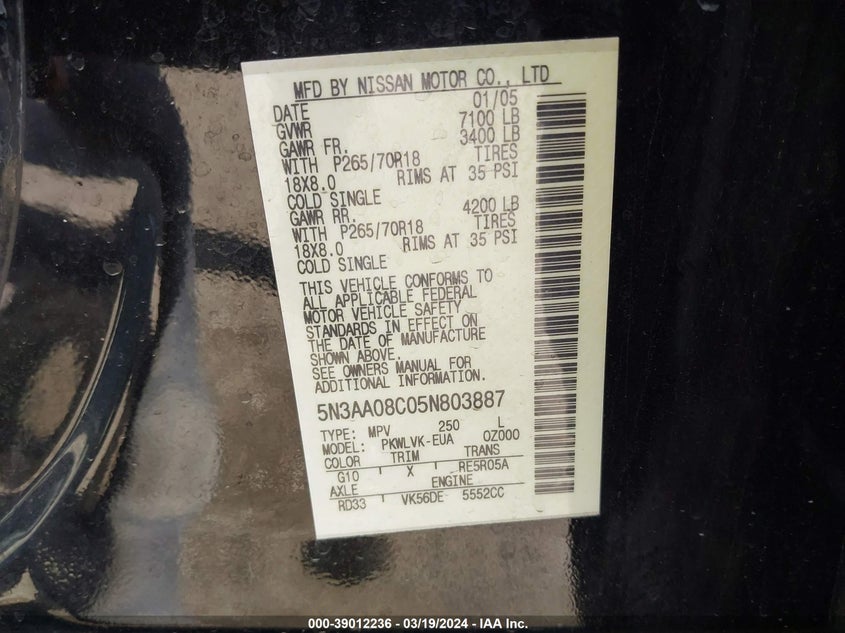 MFD BY NISSAN MOTOR CO., LTD
DATE 01/05
GVWR 7100 LB
GAWR FR. 3400 LB
WITH P265/70R18 TIRES
18X8.0 RIMS AT 35 PSI
COLD SINGLE
GAWR RR. 4200 LB
WITH P265/70R18 TIRES
18X8.0 RIMS AT 35 PSI
COLD SINGLE
THIS VEHICLE CONFORMS TO
ALL APPLICABLE FEDERAL
MOTOR VEHICLE SAFETY
STANDARDS IN EFFECT ON
THE DATE OF MANUFACTURE
SHOWN ABOVE.
SEE OWNERS MANUAL FOR
ADDITIONAL INFORMATION.
5N3AA08C05N803887
TYPE: MPV 250 L
MODEL: PKWLVK-EUA OZ000
COLOR TRIM TRANS
G10 X RE5R05A
AXLE ENGINE
RD33 VK56DE 5552CC
000-39012236 - 03/19/2024 - IAA Inc.